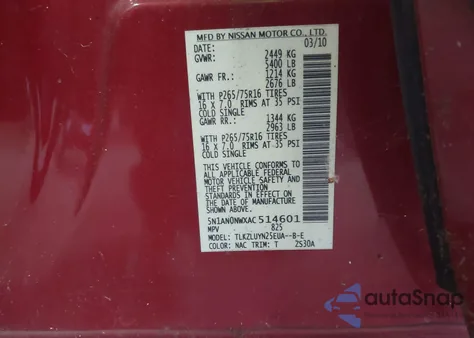 MFD BY NISSAN MOTOR CO., LTD.
DATE: 03/10
GVWR: 2449 KG
5400 LB
GAWR FR.: 1214 KG
2676 LB
WITH P265/75R16 TIRES
16 X 7.0 RIMS AT 35 PSI
COLD SINGLE
GAWR RR.: 1344 KG
2963 LB
WITH P265/75R16 TIRES
16 X 7.0 RIMS AT 35 PSI
COLD SINGLE
THIS VEHICLE CONFORMS TO
ALL APPLICABLE FEDERAL
MOTOR VEHICLE SAFETY AND
THEFT PREVENTION STANDARDS
IN EFFECT ON THE DATE OF
MANUFACTURE SHOWN ABOVE.
5N1AN0NWXAC514601
MPV 825
MODEL: TLKZLUYN25EUA--B-E
COLOR: NAC TRIM: T ZS30A
autoSnap